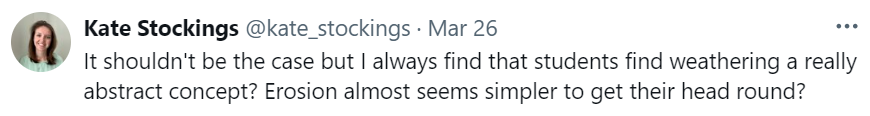 Kate Stockings @kate_stockings · Mar 26
It shouldn't be the case but I always find that students find weathering a really
abstract concept? Erosion almost seems simpler to get their head round?